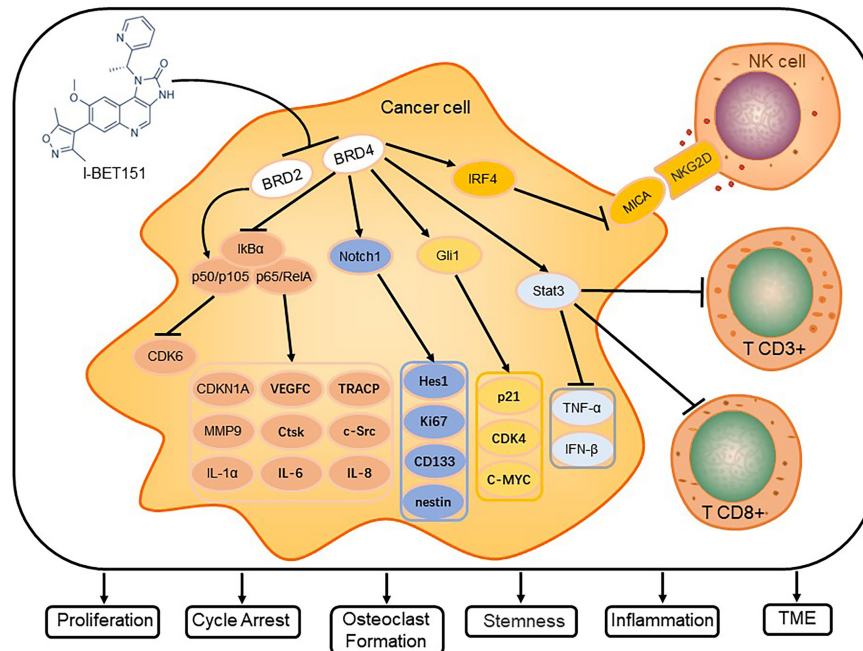 N
N
O
NH
O
N
O
N
I-BET151
Cancer cell
NK cell
BRD2
BRD4
IRF4
MICA
NKG2D
IkBα
p50/p105
p65/RelA
Notch1
Gli1
Stat3
T CD3+
CDK6
CDKN1A
VEGFC
TRACP
MMP9
Ctsk
c-Src
IL-1α
IL-6
IL-8
Hes1
Ki67
CD133
nestin
p21
CDK4
C-MYC
TNF-α
IFN-β
T CD8+
Proliferation
Cycle Arrest
Osteoclast
Formation
Stemness
Inflammation
TME